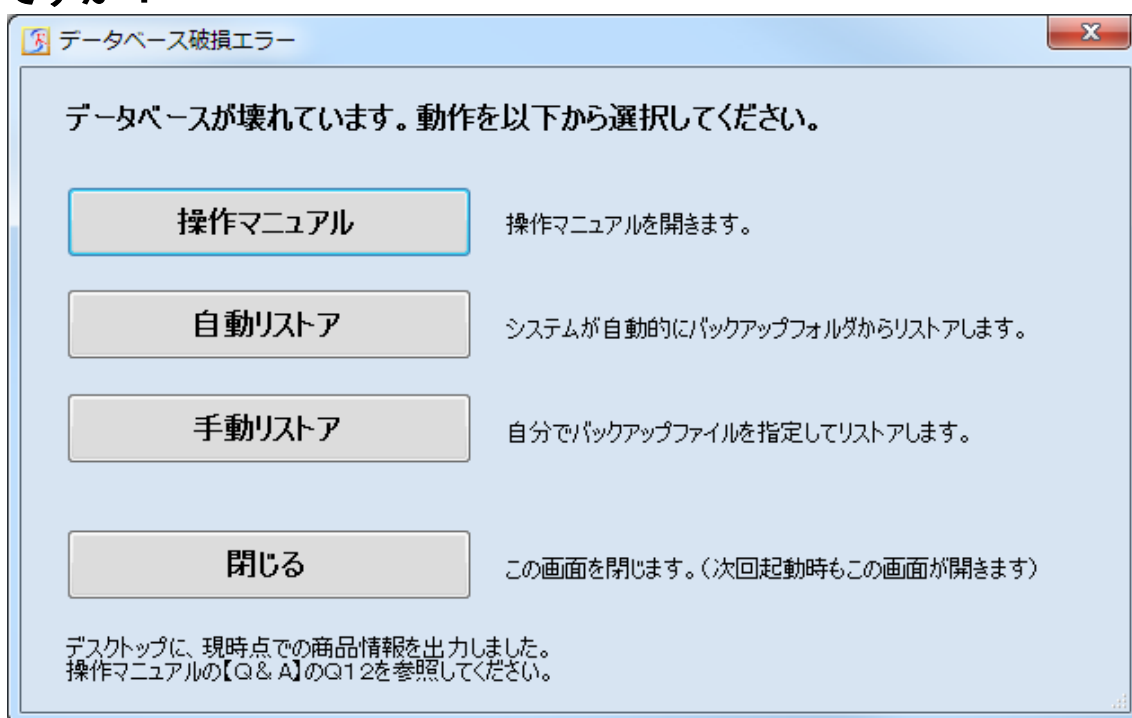 データベース破損エラー
データベースが壊れています。動作を以下から選択してください。
操作マニュアル
操作マニュアルを開きます。
自動リストア
システムが自動的にバックアップフォルダからリストアします。
手動リストア
自分でバックアップファイルを指定してリストアします。
閉じる
この画面を閉じます。(次回起動時もこの画面が開きます)
デスクトップに、現時点での商品情報を出力しました。
操作マニュアルの【Q&A】のQ12を参照してください。